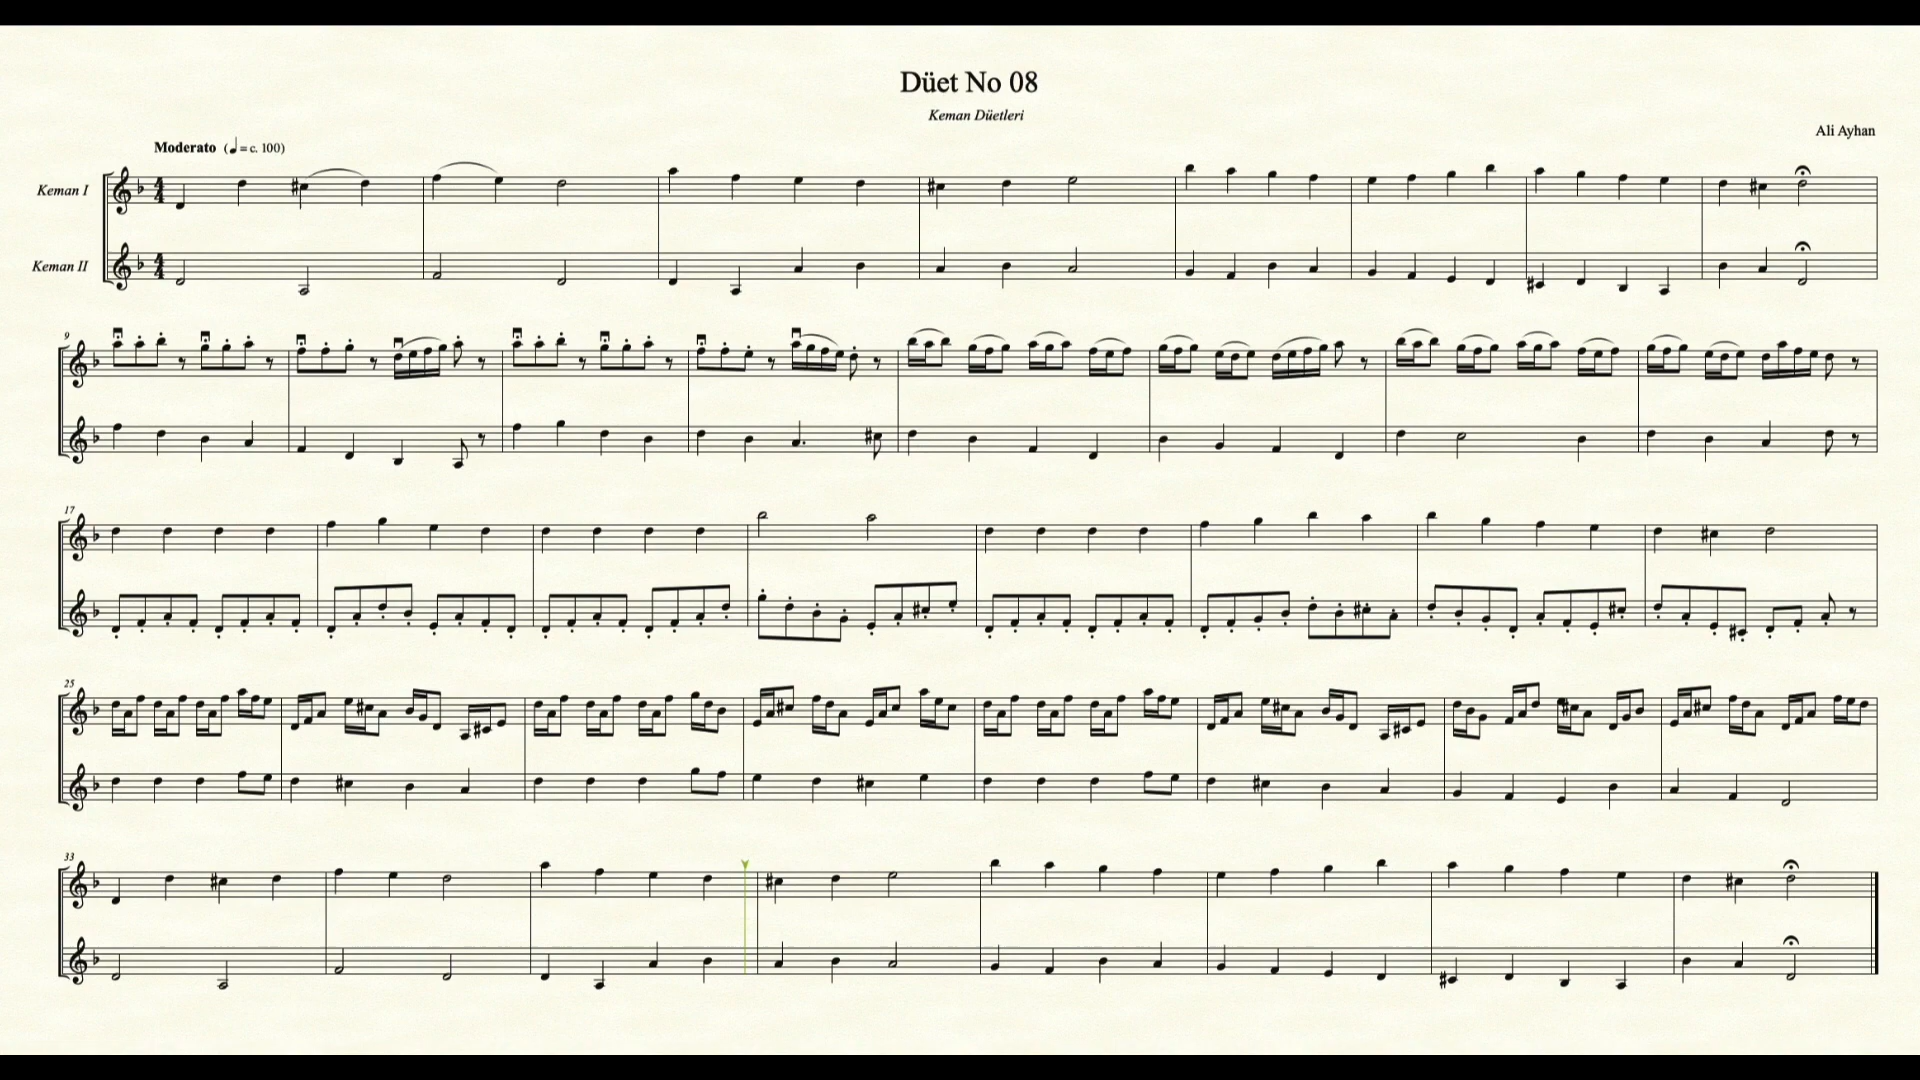 Düet No 08
Keman Düetleri
Ali Ayhan
Moderato (♩= c. 100)
Keman I
Keman II
9
17
25
33